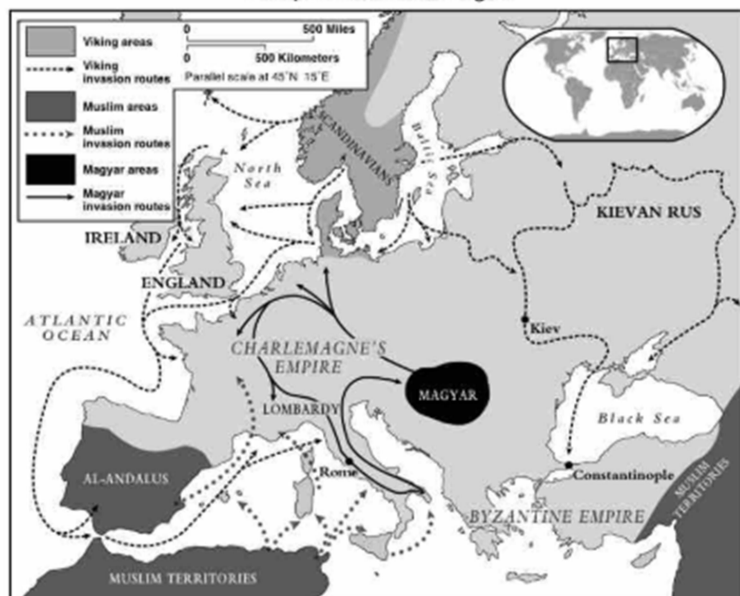 Viking areas
Viking
invasion routes
Muslim areas
Muslim
invasion routes
Magyar areas
Magyar
invasion routes
0 500 Miles
0 500 Kilometers
Parallel scale at 45°N 15°E
SCANDINAVIANS
Baltic Sea
North
Sea
IRELAND
ENGLAND
KIEVAN RUS
Kiev
ATLANTIC
OCEAN
CHARLEMAGNE'S
EMPIRE
MAGYAR
LOMBARDY
Black Sea
AL-ANDALUS
Rome
Constantinople
BYZANTINE EMPIRE
MUSLIM
TERRITORIES
MUSLIM TERRITORIES